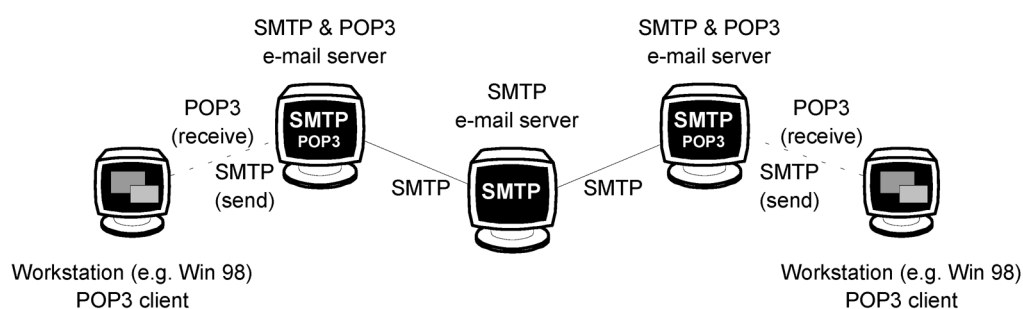 SMTP & POP3
e-mail server
SMTP & POP3
e-mail server
SMTP
e-mail server
POP3
(receive)
SMTP
POP3
SMTP
POP3
POP3
(receive)
SMTP
(send)
SMTP
SMTP
SMTP
SMTP
(send)
Workstation (e.g. Win 98)
POP3 client
Workstation (e.g. Win 98)
POP3 client